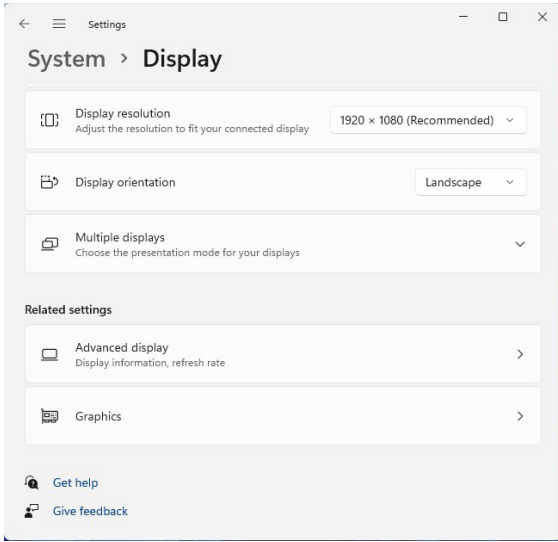 Settings
System > Display
Display resolution
Adjust the resolution to fit your connected display
1920 × 1080 (Recommended)
Display orientation
Landscape
Multiple displays
Choose the presentation mode for your displays
Related settings
Advanced display
Display information, refresh rate
Graphics
Get help
Give feedback